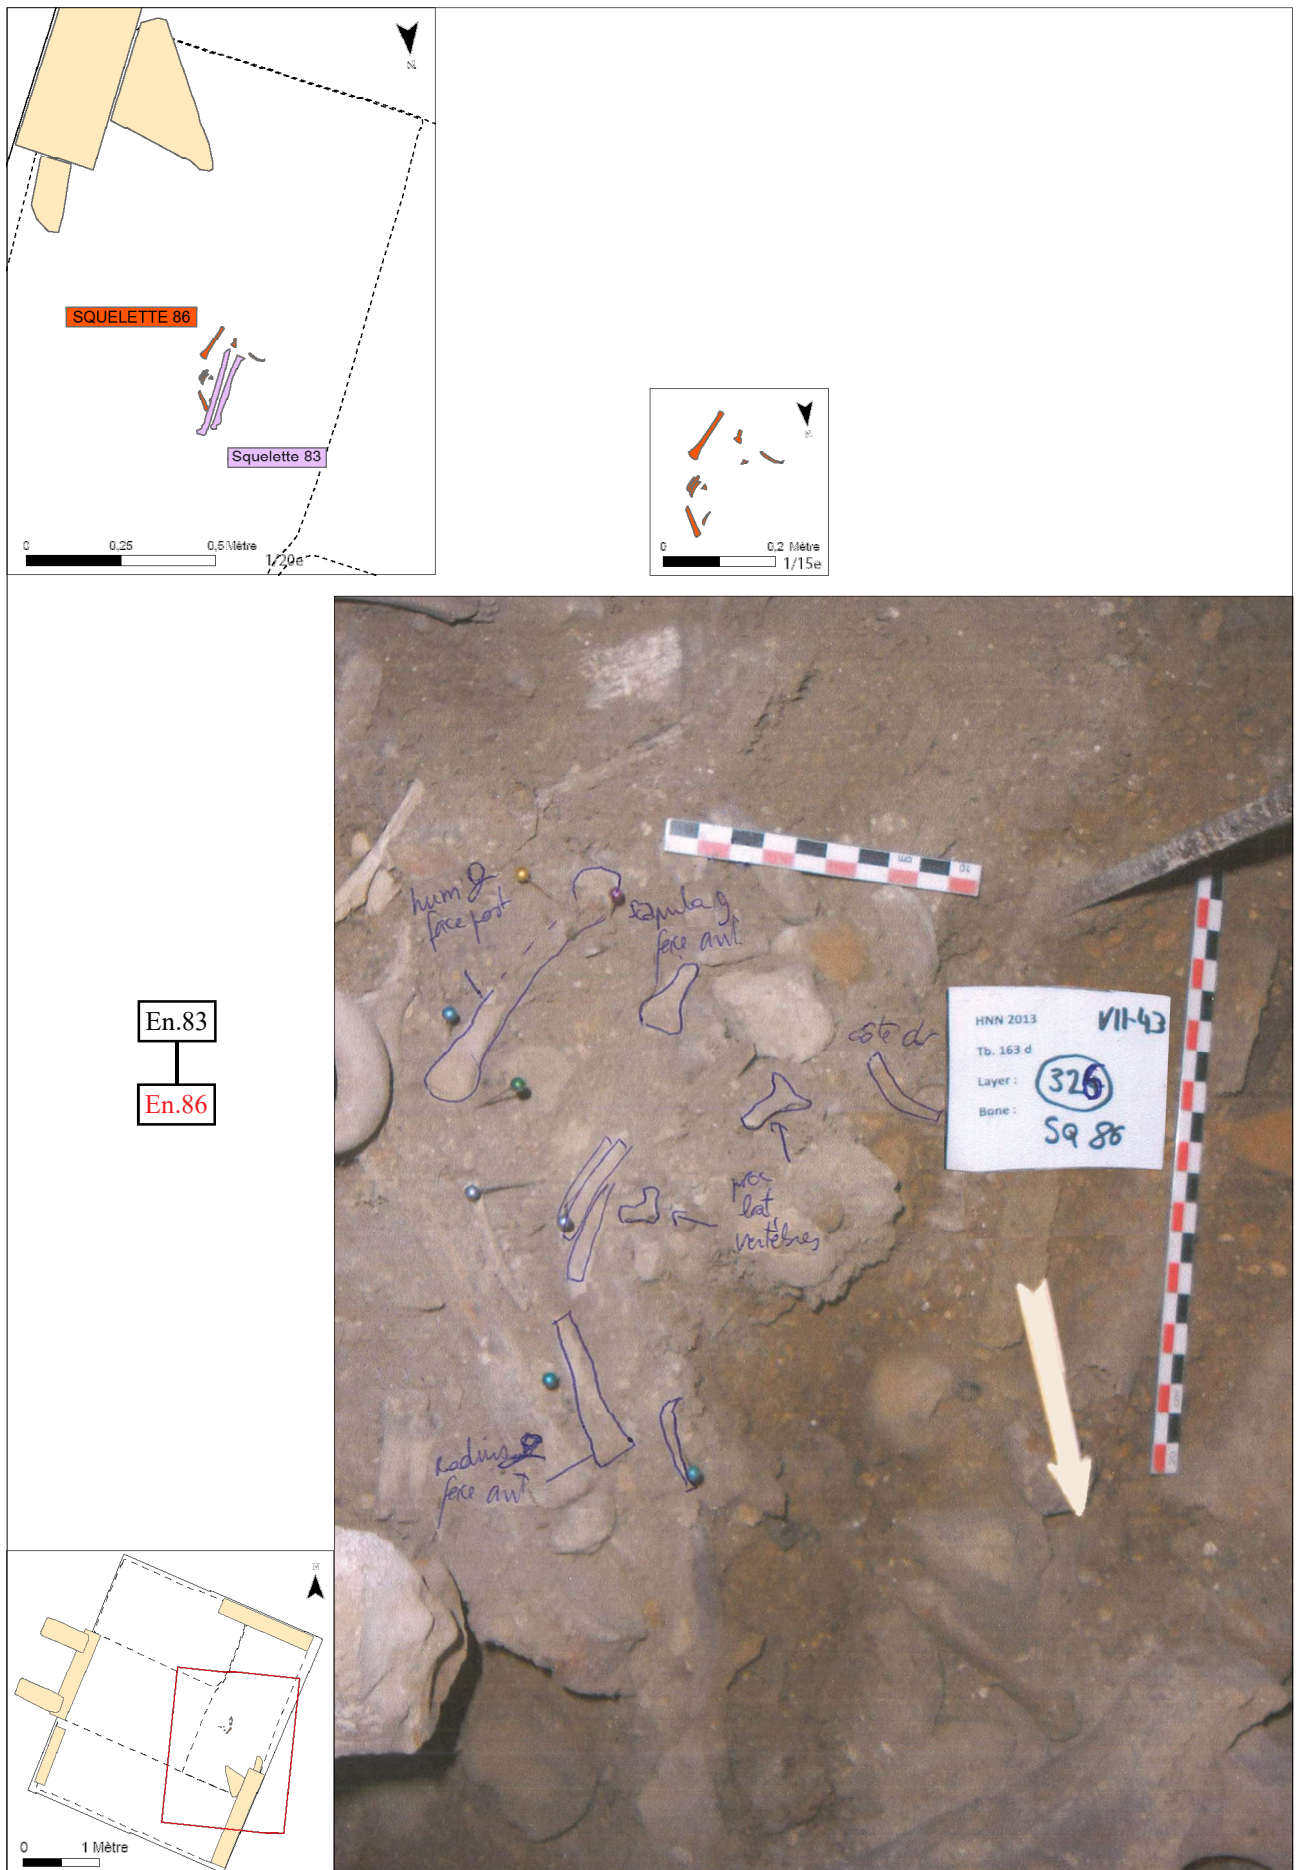 N
SQUELETTE 86
Squelette 83
0 0,25 0,5 Mètre
1/20e
N
0 0,2 Mètre
1/15e
hum g
face post
scapula g
face ant
côte dr
HNN 2013 VII-43
Tb. 163 d
Layer : 326
Bone :
SQ 86
cm
10
proc
lat
vertèbres
radius
face ant
En.83
En.86
N
0 1 Mètre